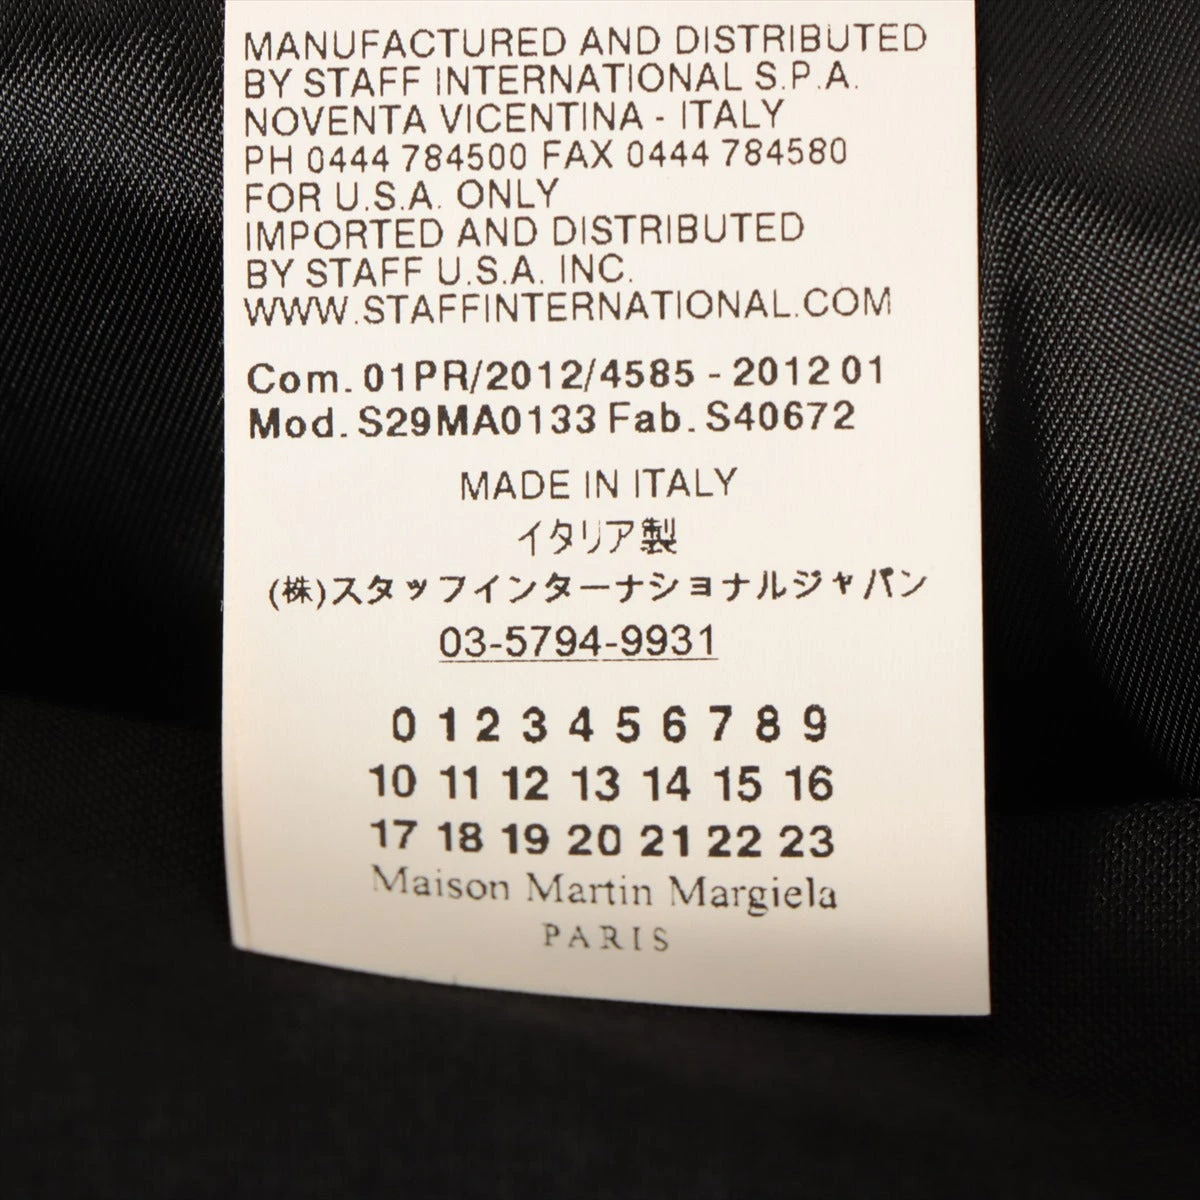 MANUFACTURED AND DISTRIBUTED
BY STAFF INTERNATIONAL S.P.A.
NOVENTA VICENTINA - ITALY
PH 0444 784500 FAX 0444 784580
FOR U.S.A. ONLY
IMPORTED AND DISTRIBUTED
BY STAFF U.S.A. INC.
WWW.STAFFINTERNATIONAL.COM
Com. 01PR/2012/4585 - 2012 01
Mod. S29MA0133 Fab. S40672
MADE IN ITALY
イタリア製
(株)スタッフインターナショナルジャパン
03-5794-9931
0 1 2 3 4 5 6 7 8 9
10 11 12 13 14 15 16
17 18 19 20 21 22 23
Maison Martin Margiela
PARIS